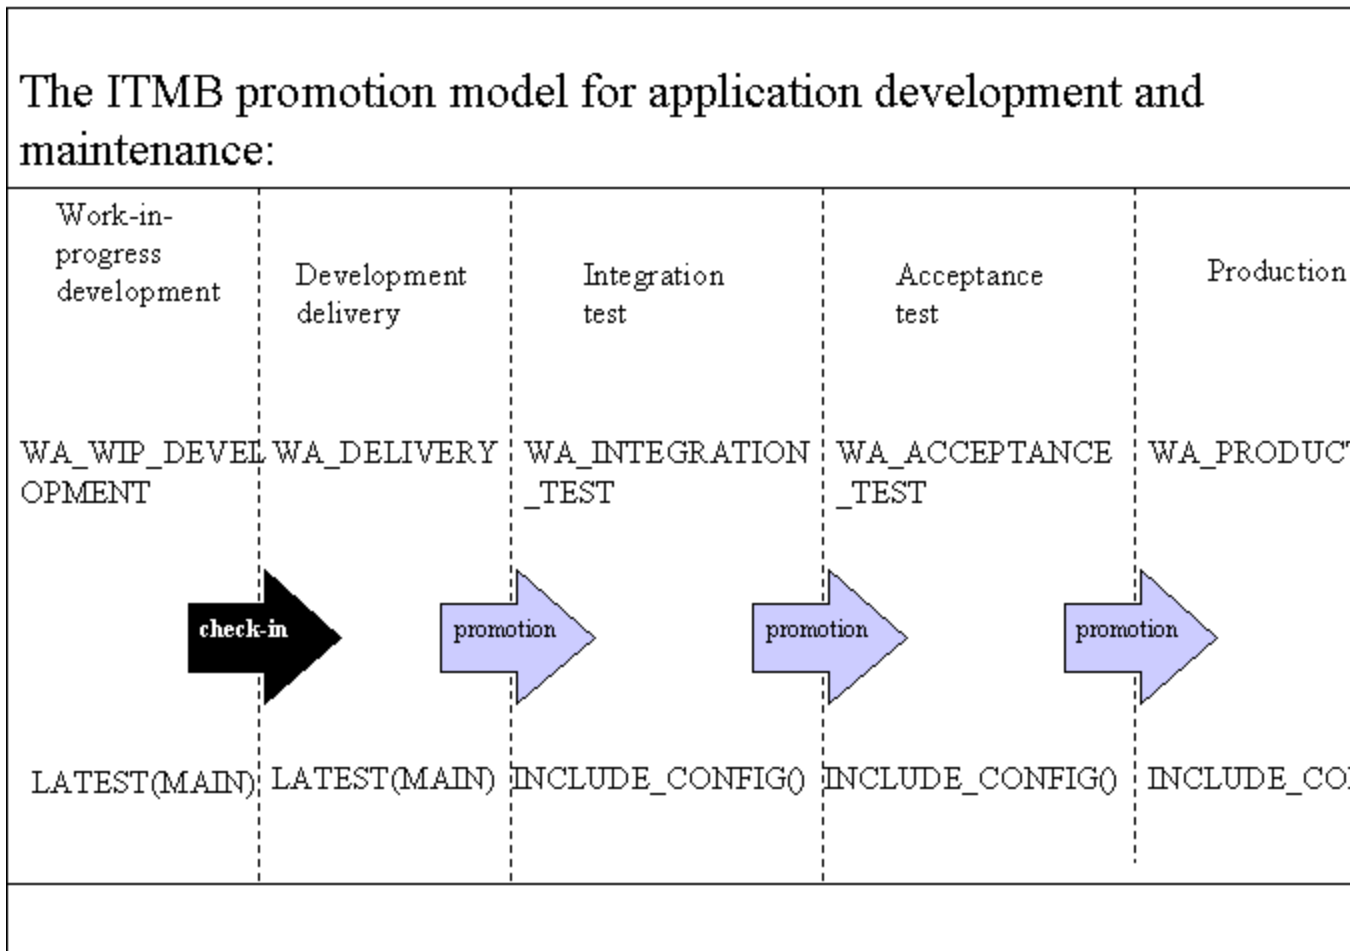 The ITMB promotion model for application development and
maintenance:
Work-in-
progress
development
Development
delivery
Integration
test
Acceptance
test
Production
WA_WIP_DEVEL
OPMENT
WA_DELIVERY
WA_INTEGRATION
_TEST
WA_ACCEPTANCE
_TEST
WA_PRODUCT
check-in
promotion
promotion
promotion
LATEST(MAIN)
LATEST(MAIN)
INCLUDE_CONFIG()
INCLUDE_CONFIG()
INCLUDE_CO